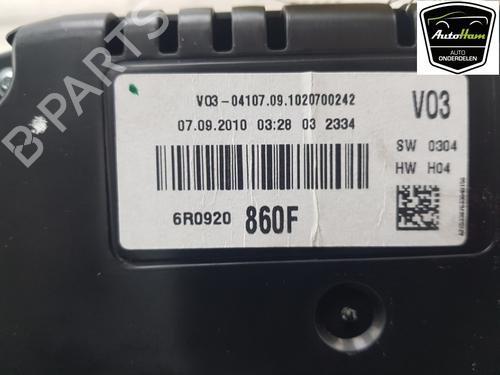 AutoHam
AUTO
ONDERDELEN
V03-04107.09.1020700242
07.09.2010 03:28 03 2334
V03
SW 0304
HW H04
6R0920 860F
B-PARTS